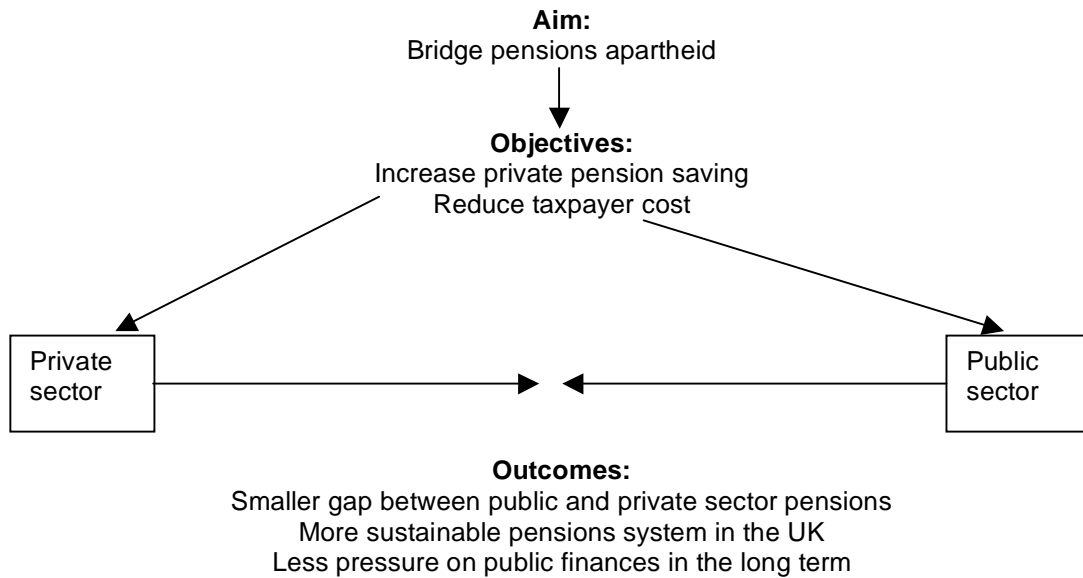 Aim:
Bridge pensions apartheid
Objectives:
Increase private pension saving
Reduce taxpayer cost
Private
sector
Public
sector
Outcomes:
Smaller gap between public and private sector pensions
More sustainable pensions system in the UK
Less pressure on public finances in the long term